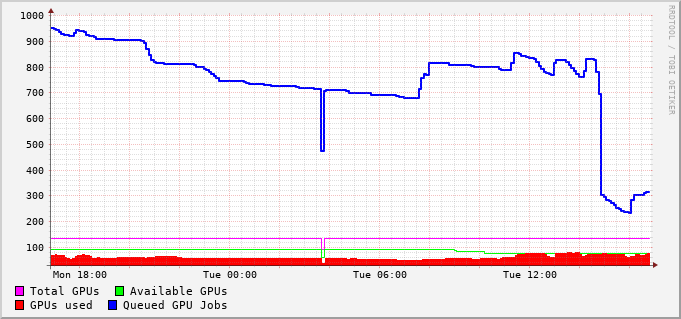 1000
900
800
700
600
500
400
300
200
100
Mon 18:00 Tue 00:00 Tue 06:00 Tue 12:00
Total GPUs Available GPUs
GPUs used Queued GPU Jobs
RRDTOOL / TOBI OETIKER